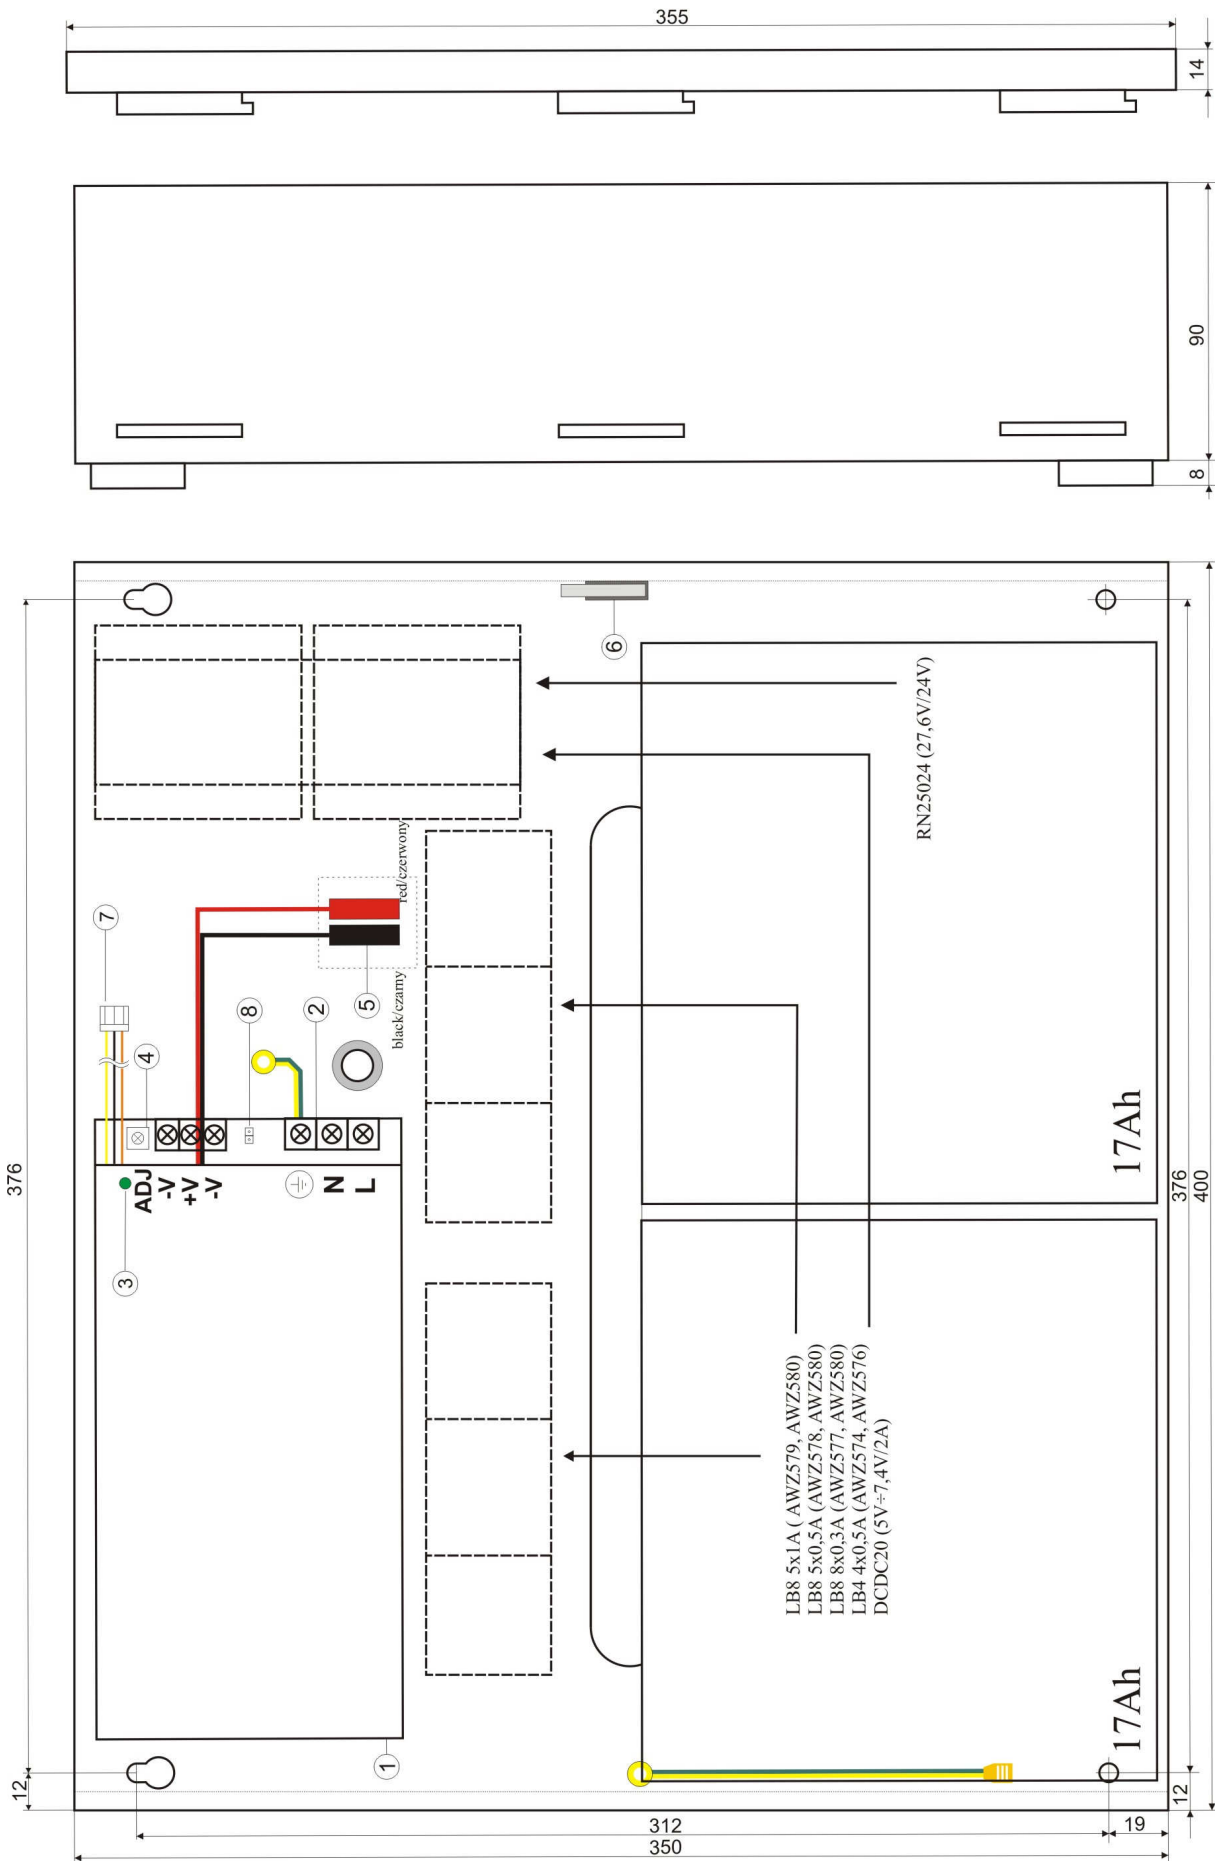 355
14
90
8
376
12
7
4
8
2
5
3
1
6
ADJ
-V
+V
-V
N
L
red/czerwony
black/czarny
RN25024 (27,6V/24V)
LB8 5x1A ( AWZ579, AWZ580)
LB8 5x0,5A (AWZ578, AWZ580)
LB8 8x0,3A (AWZ577, AWZ580)
LB4 4x0,5A (AWZ574, AWZ576)
DCDC20 (5V÷7,4V/2A)
17Ah
17Ah
376
400
12
19
312
350